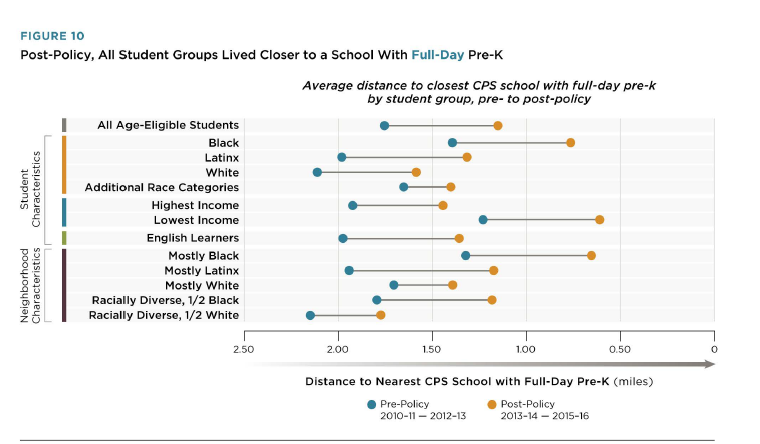 FIGURE 10
Post-Policy, All Student Groups Lived Closer to a School With Full-Day Pre-K
Average distance to closest CPS school with full-day pre-k
by student group, pre- to post-policy
Student
Characteristics
All Age-Eligible Students
Black
Latinx
White
Additional Race Categories
Highest Income
Lowest Income
English Learners
Neighborhood
Characteristics
Mostly Black
Mostly Latinx
Mostly White
Racially Diverse, 1/2 Black
Racially Diverse, 1/2 White
2.50 2.00 1.50 1.00 0.50 0
Distance to Nearest CPS School with Full-Day Pre-K (miles)
Pre-Policy
2010–11 — 2012–13
Post-Policy
2013–14 — 2015–16